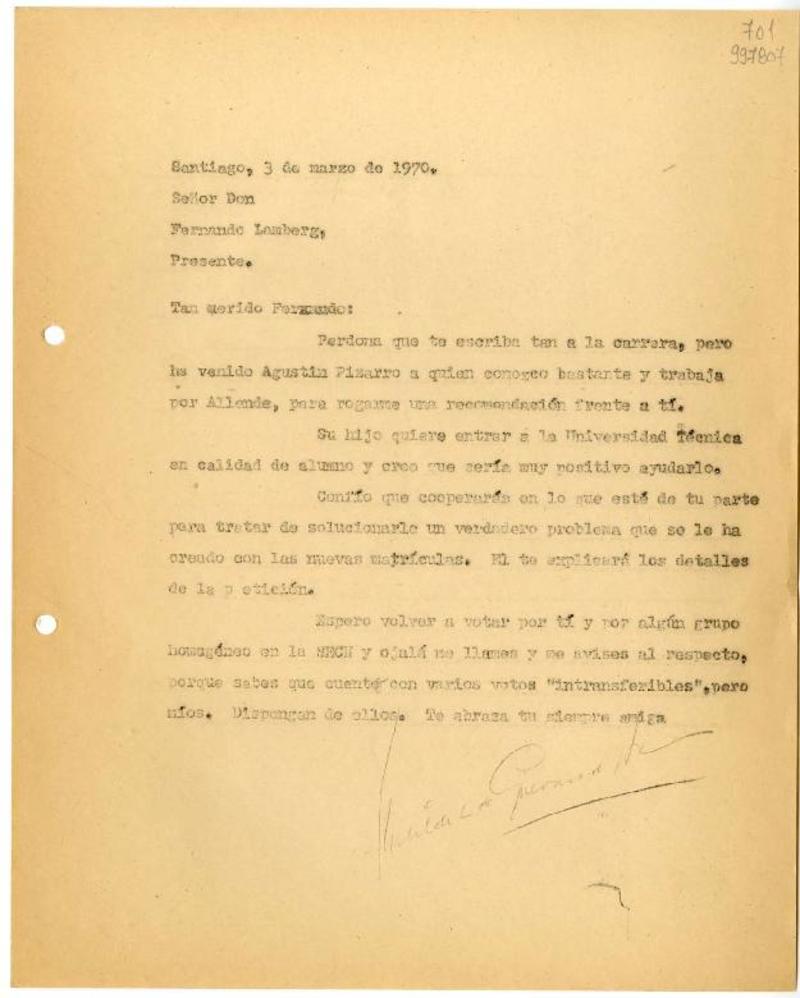 701
997807
Santiago, 3 de marzo de 1970.
Señor Don
Fernando Lamberg,
Presente.
Tan querido Fernando:
Perdona que te escriba tan a la carrera, pero
ha venido Agustin Pizarro a quien conozco bastante y trabaja
por Allende, para rogarme una recomendación frente a tí.
Su hijo quiere entrar a la Universidad Técnica
en calidad de alumno y creo que sería muy positivo ayudarlo.
Confío que cooperarás en lo que esté de tu parte
para tratar de solucionarle un verdadero problema que se le ha
creado con las nuevas matrículas. El te explicará los detalles
de la p etición.
Espero volver a votar por tí y por algún grupo
homogéneo en la SECH y ojalá me llames y me avises al respecto,
porque sabes que cuento con varios votos "intransferibles",pero
míos. Dispongan de ellos. Te abraza tu siempre amiga